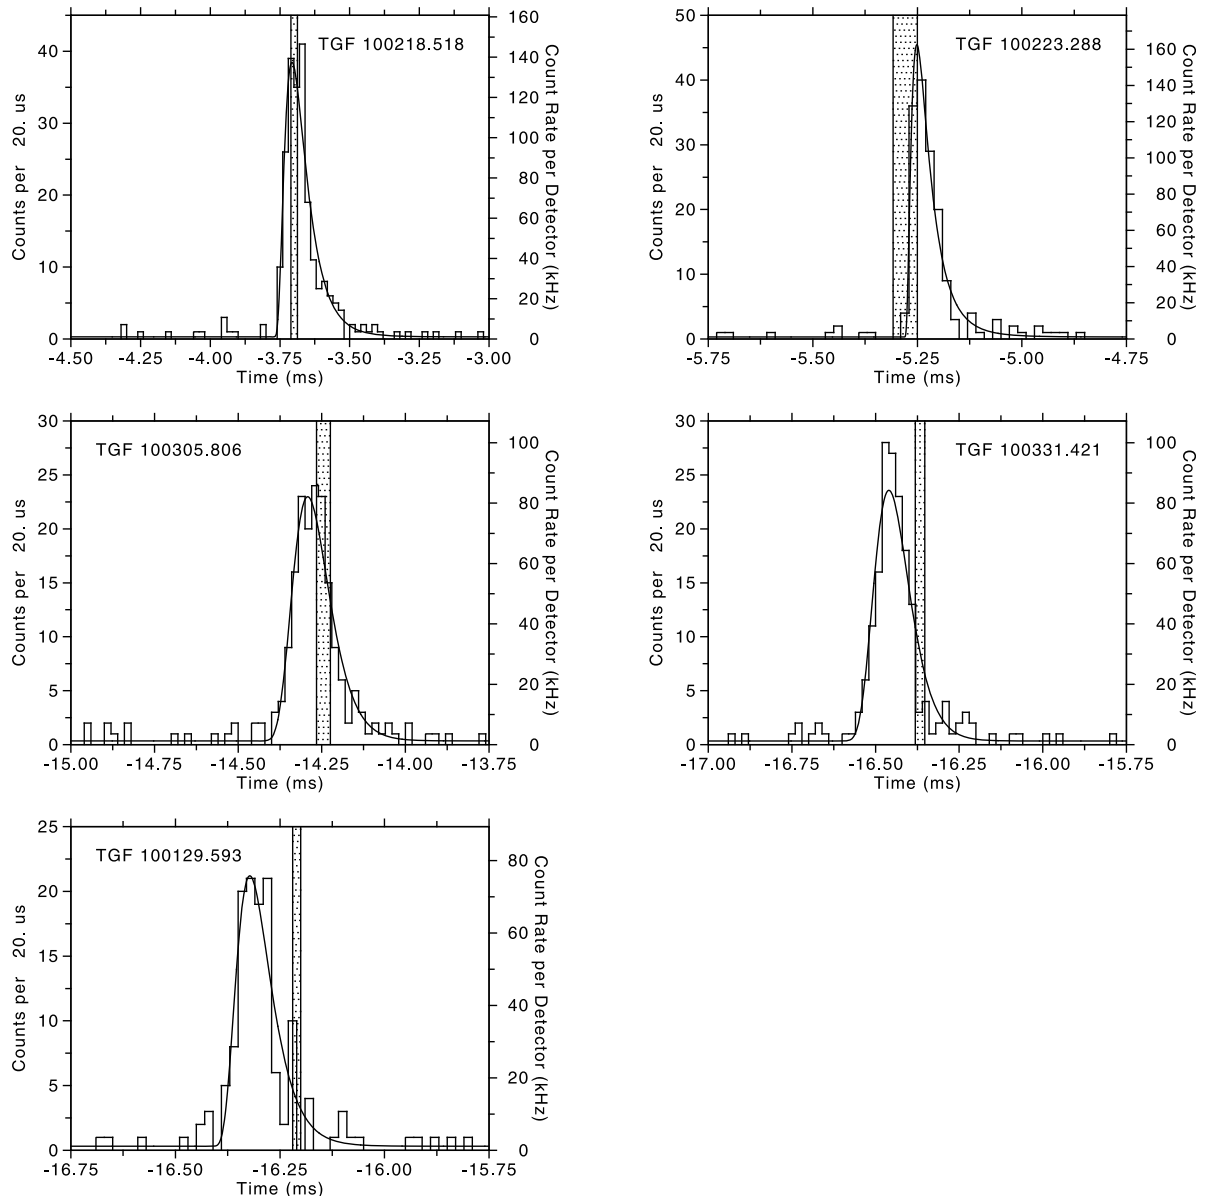 TGF 100218.518
Counts per 20. us
40
30
20
10
0
160
140
120
100
80
60
40
20
0
Count Rate per Detector (kHz)
-4.50 -4.25 -4.00 -3.75 -3.50 -3.25 -3.00
Time (ms)
TGF 100223.288
Counts per 20. us
50
40
30
20
10
0
160
140
120
100
80
60
40
20
0
Count Rate per Detector (kHz)
-5.75 -5.50 -5.25 -5.00 -4.75
Time (ms)
TGF 100305.806
Counts per 20. us
30
25
20
15
10
5
0
100
80
60
40
20
0
Count Rate per Detector (kHz)
-15.00 -14.75 -14.50 -14.25 -14.00 -13.75
Time (ms)
TGF 100331.421
Counts per 20. us
30
25
20
15
10
5
0
100
80
60
40
20
0
Count Rate per Detector (kHz)
-17.00 -16.75 -16.50 -16.25 -16.00 -15.75
Time (ms)
TGF 100129.593
Counts per 20. us
25
20
15
10
5
0
80
60
40
20
0
Count Rate per Detector (kHz)
-16.75 -16.50 -16.25 -16.00 -15.75
Time (ms)